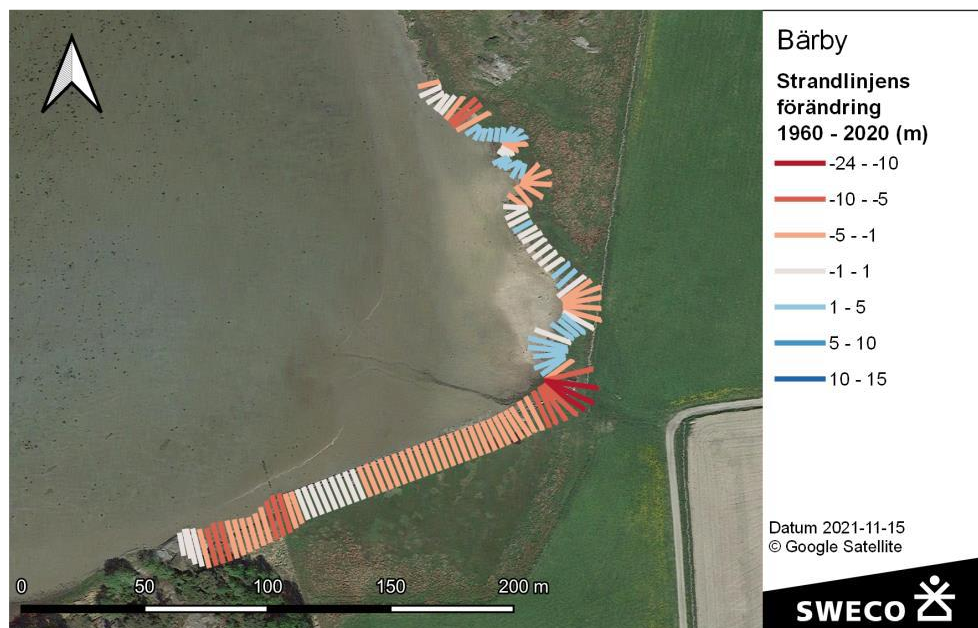 Bärby
Strandlinjens
förändring
1960 - 2020 (m)
-24 - -10
-10 - -5
-5 - -1
-1 - 1
1 - 5
5 - 10
10 - 15
Datum 2021-11-15
© Google Satellite
SWECO
0 50 100 150 200 m